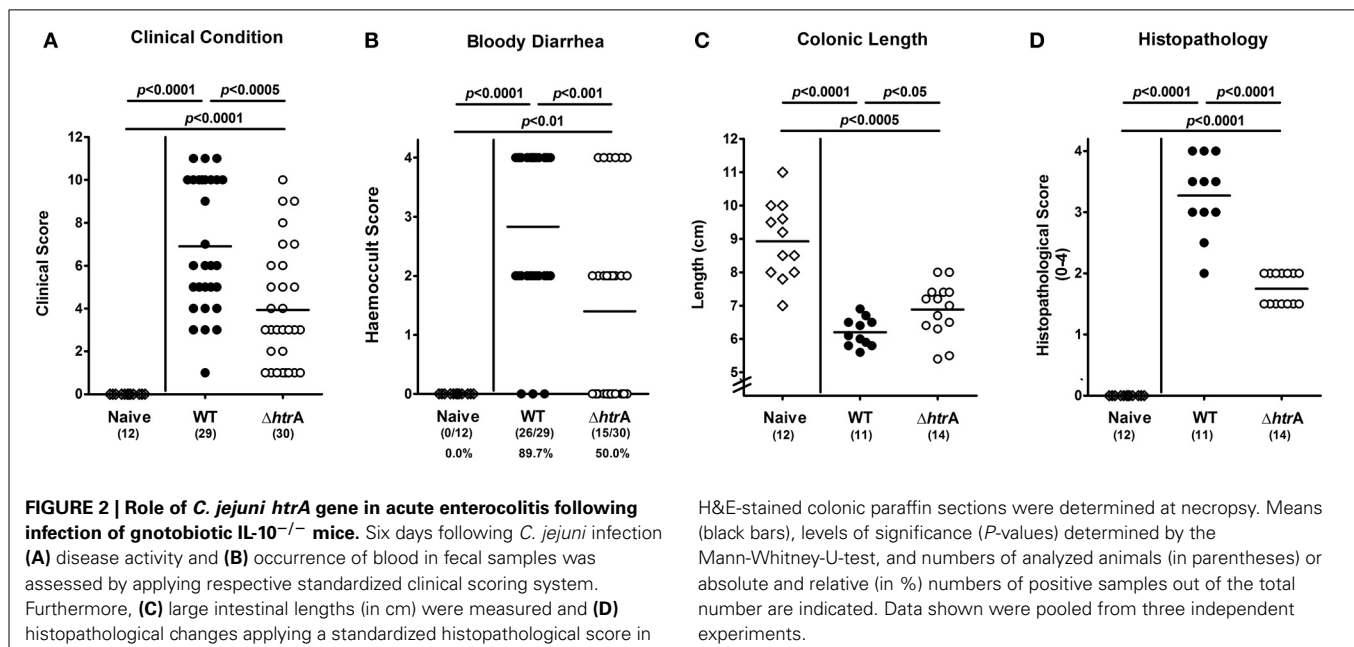 A Clinical Condition
p<0.0001 p<0.0005
p<0.0001
Clinical Score
12
10
8
6
4
2
0
Naive WT ΔhtrA
(12) (29) (30)
B Bloody Diarrhea
p<0.0001 p<0.001
p<0.01
Haemoccult Score
4
3
2
1
0
Naive WT ΔhtrA
(0/12) (26/29) (15/30)
0.0% 89.7% 50.0%
C Colonic Length
p<0.0001 p<0.05
p<0.0005
Length (cm)
12
11
10
9
8
7
6
5
Naive WT ΔhtrA
(12) (11) (14)
D Histopathology
p<0.0001 p<0.0001
p<0.0001
Histopathological Score
(0-4)
4
3
2
1
0
Naive WT ΔhtrA
(12) (11) (14)
FIGURE 2 | Role of C. jejuni htrA gene in acute enterocolitis following
infection of gnotobiotic IL-10−/− mice. Six days following C. jejuni infection
(A) disease activity and (B) occurrence of blood in fecal samples was
assessed by applying respective standardized clinical scoring system.
Furthermore, (C) large intestinal lengths (in cm) were measured and (D)
histopathological changes applying a standardized histopathological score in
H&E-stained colonic paraffin sections were determined at necropsy. Means
(black bars), levels of significance (P-values) determined by the
Mann-Whitney-U-test, and numbers of analyzed animals (in parentheses) or
absolute and relative (in %) numbers of positive samples out of the total
number are indicated. Data shown were pooled from three independent
experiments.